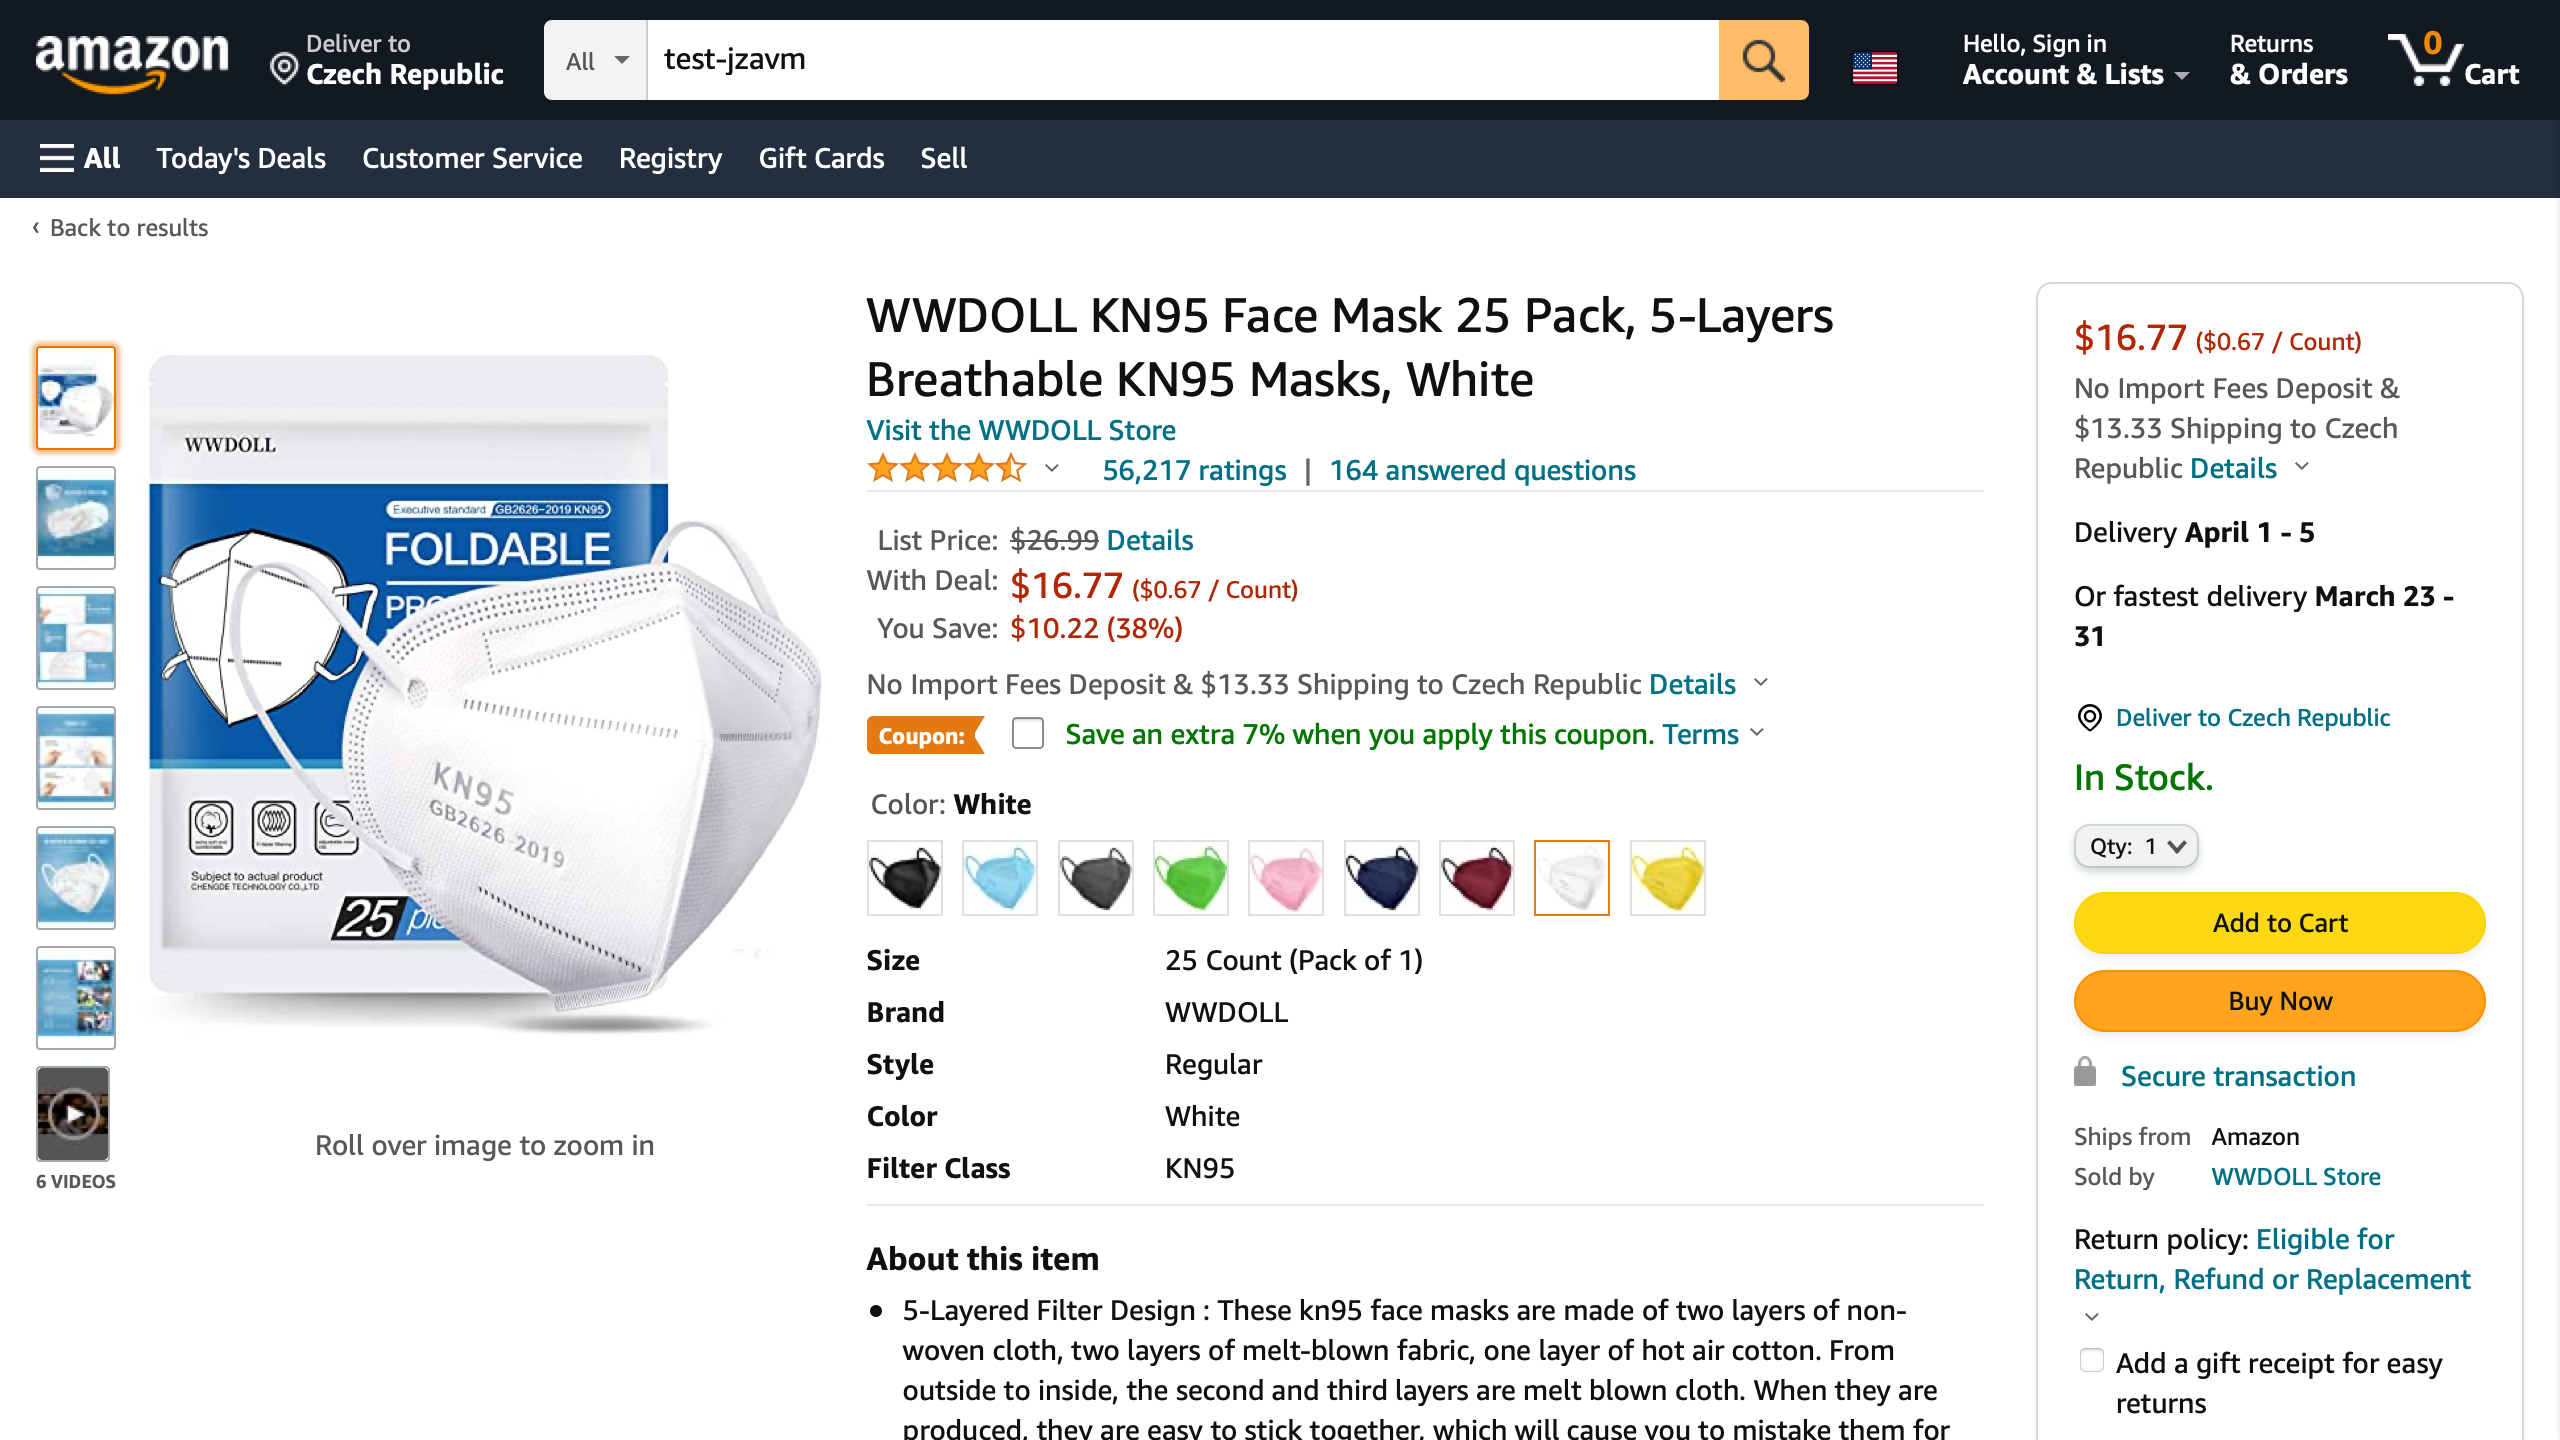 amazon
Deliver to
Czech Republic
All
test-jzavm
Hello, Sign in
Account & Lists
Returns
& Orders
0
Cart
All
Today's Deals
Customer Service
Registry
Gift Cards
Sell
‹ Back to results
WWDOLL
Executive standard GB2626-2019 KN95
FOLDABLE
KN95
GB2626-2019
Subject to actual product
CHENGDE TECHNOLOGY CO.,LTD
25
6 VIDEOS
Roll over image to zoom in
WWDOLL KN95 Face Mask 25 Pack, 5-Layers
Breathable KN95 Masks, White
Visit the WWDOLL Store
56,217 ratings | 164 answered questions
List Price: $26.99 Details
With Deal: $16.77 ($0.67 / Count)
You Save: $10.22 (38%)
No Import Fees Deposit & $13.33 Shipping to Czech Republic Details
Coupon: Save an extra 7% when you apply this coupon. Terms
Color: White
Size 25 Count (Pack of 1)
Brand WWDOLL
Style Regular
Color White
Filter Class KN95
About this item
• 5-Layered Filter Design : These kn95 face masks are made of two layers of non-
woven cloth, two layers of melt-blown fabric, one layer of hot air cotton. From
outside to inside, the second and third layers are melt blown cloth. When they are
produced, they are easy to stick together, which will cause you to mistake them for
$16.77 ($0.67 / Count)
No Import Fees Deposit &
$13.33 Shipping to Czech
Republic Details
Delivery April 1 - 5
Or fastest delivery March 23 -
31
Deliver to Czech Republic
In Stock.
Qty: 1
Add to Cart
Buy Now
Secure transaction
Ships from Amazon
Sold by WWDOLL Store
Return policy: Eligible for
Return, Refund or Replacement
Add a gift receipt for easy
returns